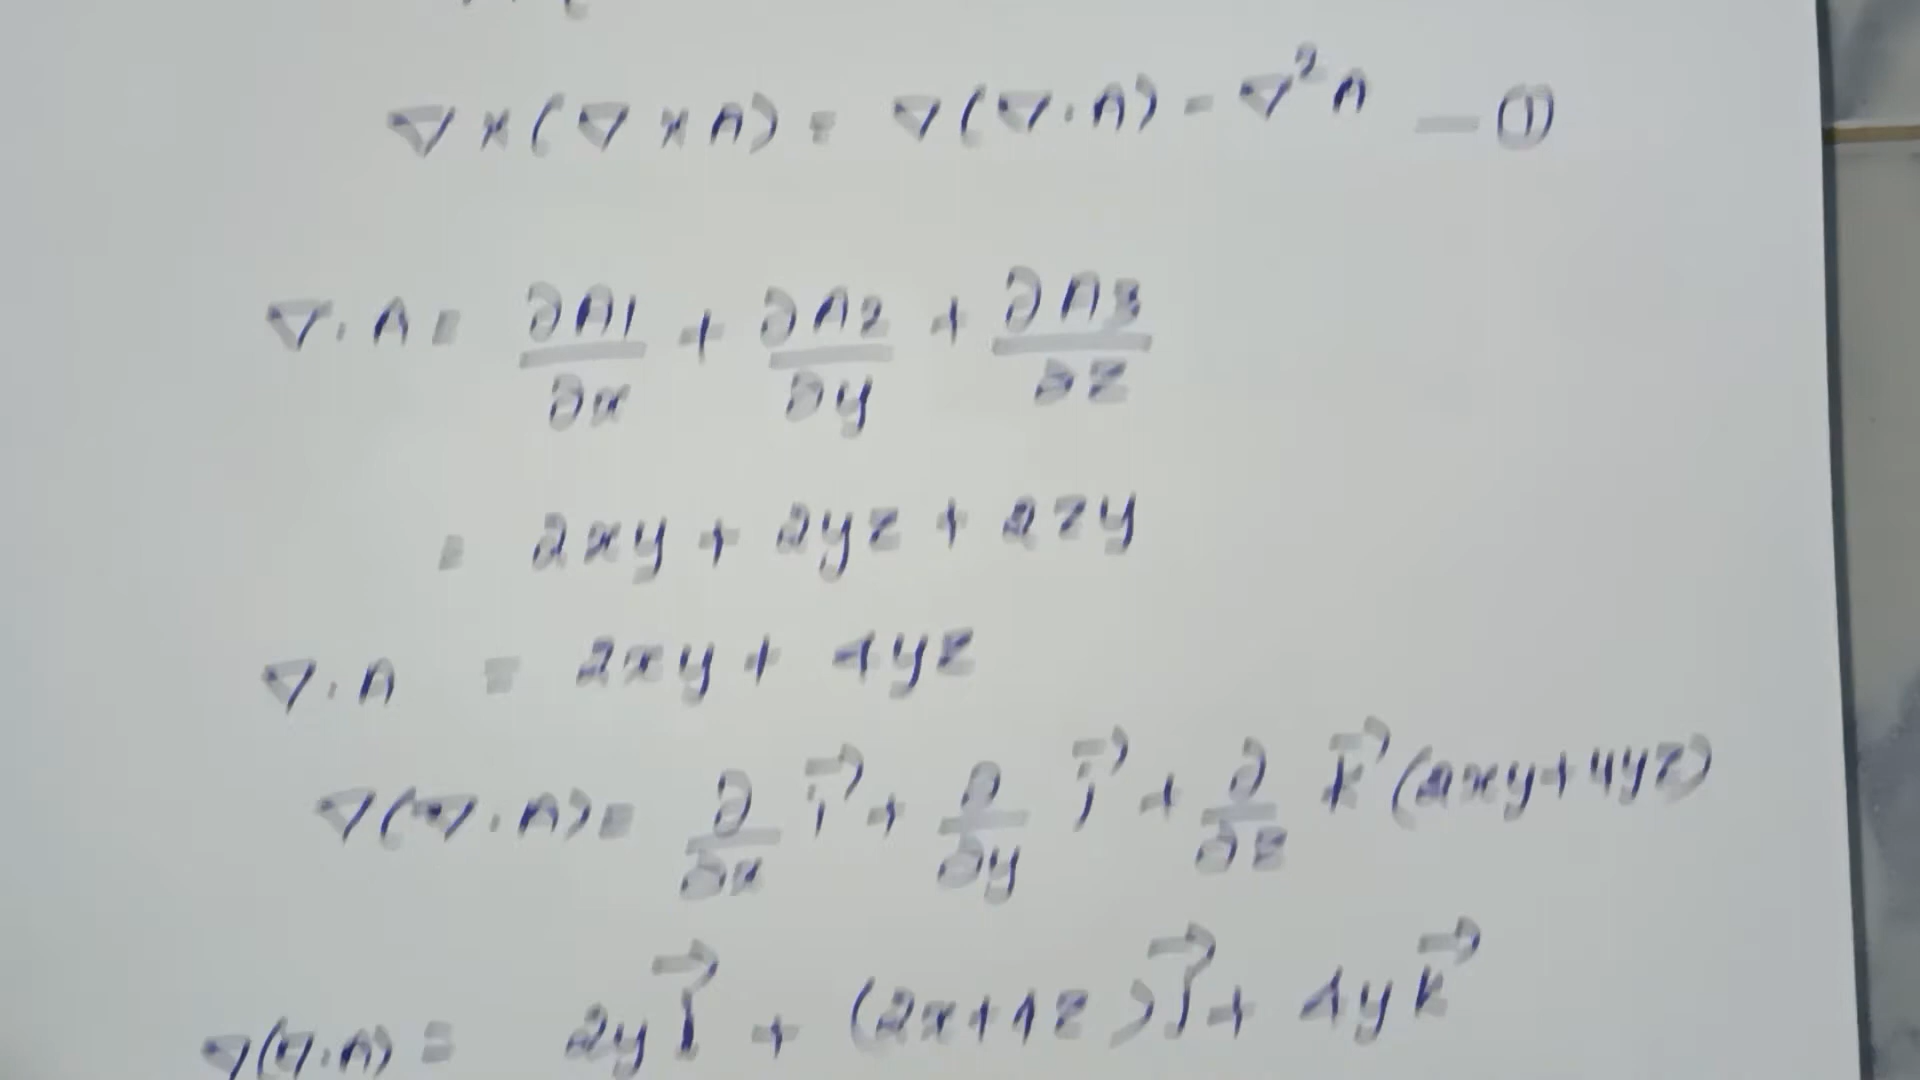 ∇×(∇×A) = ∇(∇.A) - ∇²A — (1)
∇.A = ∂A1/∂x + ∂A2/∂y + ∂A3/∂z
= 2xy + 2yz + 2zy
∇.A = 2xy + 4yz
∇(∇.A) = ∂/∂x i⃗ + ∂/∂y j⃗ + ∂/∂z k⃗ (2xy+4yz)
∇(∇.A) = 2y i⃗ + (2x+4z) j⃗ + 4y k⃗